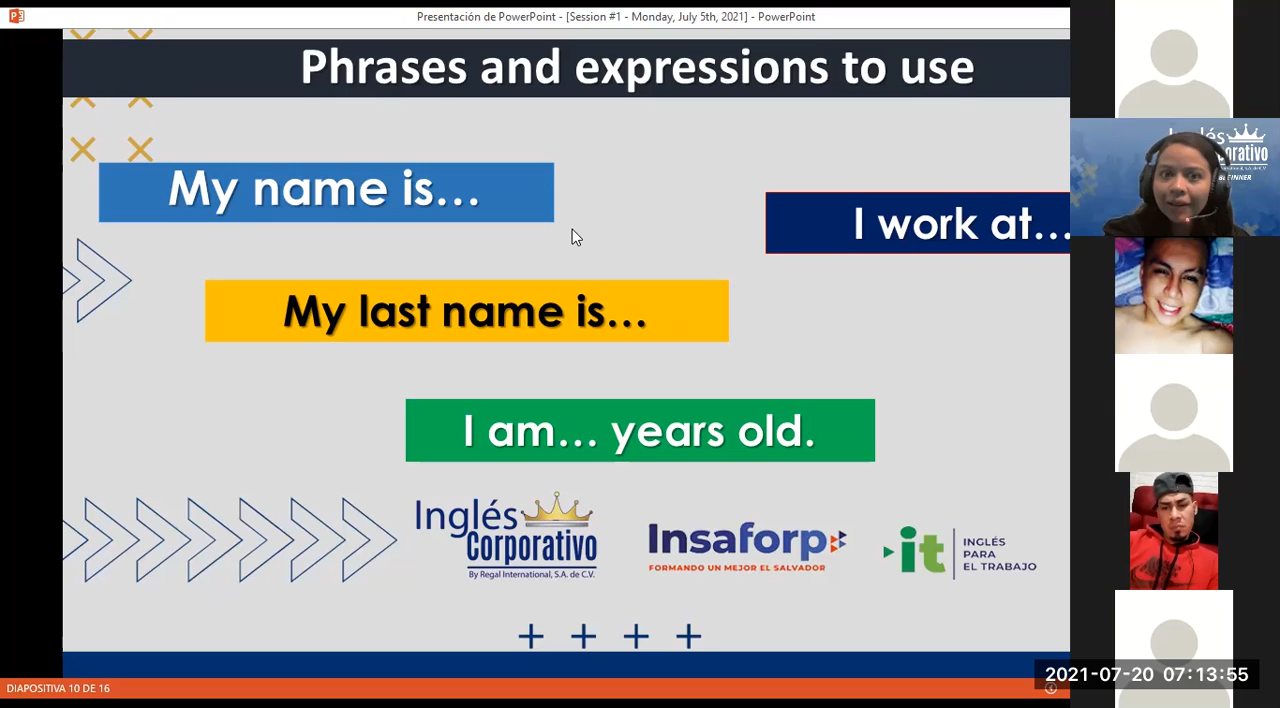 Presentación de PowerPoint - [Session #1 - Monday, July 5th, 2021] - PowerPoint
Phrases and expressions to use
My name is...
I work at...
My last name is...
I am... years old.
Inglés
Corporativo
By Regal International, S.A. de C.V.
Insaforp
FORMANDO UN MEJOR EL SALVADOR
it
INGLÉS
PARA
EL TRABAJO
DIAPOSITIVA 10 DE 16
2021-07-20 07:13:55